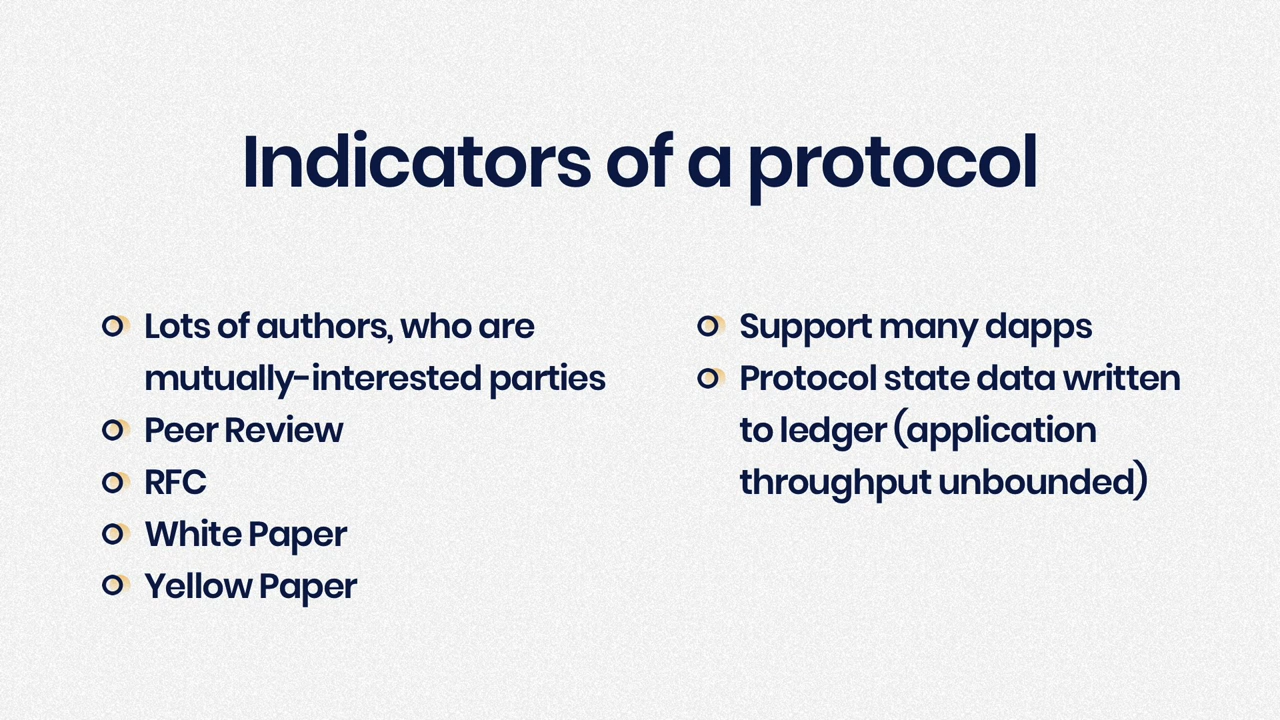 Indicators of a protocol
Lots of authors, who are
mutually-interested parties
Peer Review
RFC
White Paper
Yellow Paper
Support many dapps
Protocol state data written
to ledger (application
throughput unbounded)